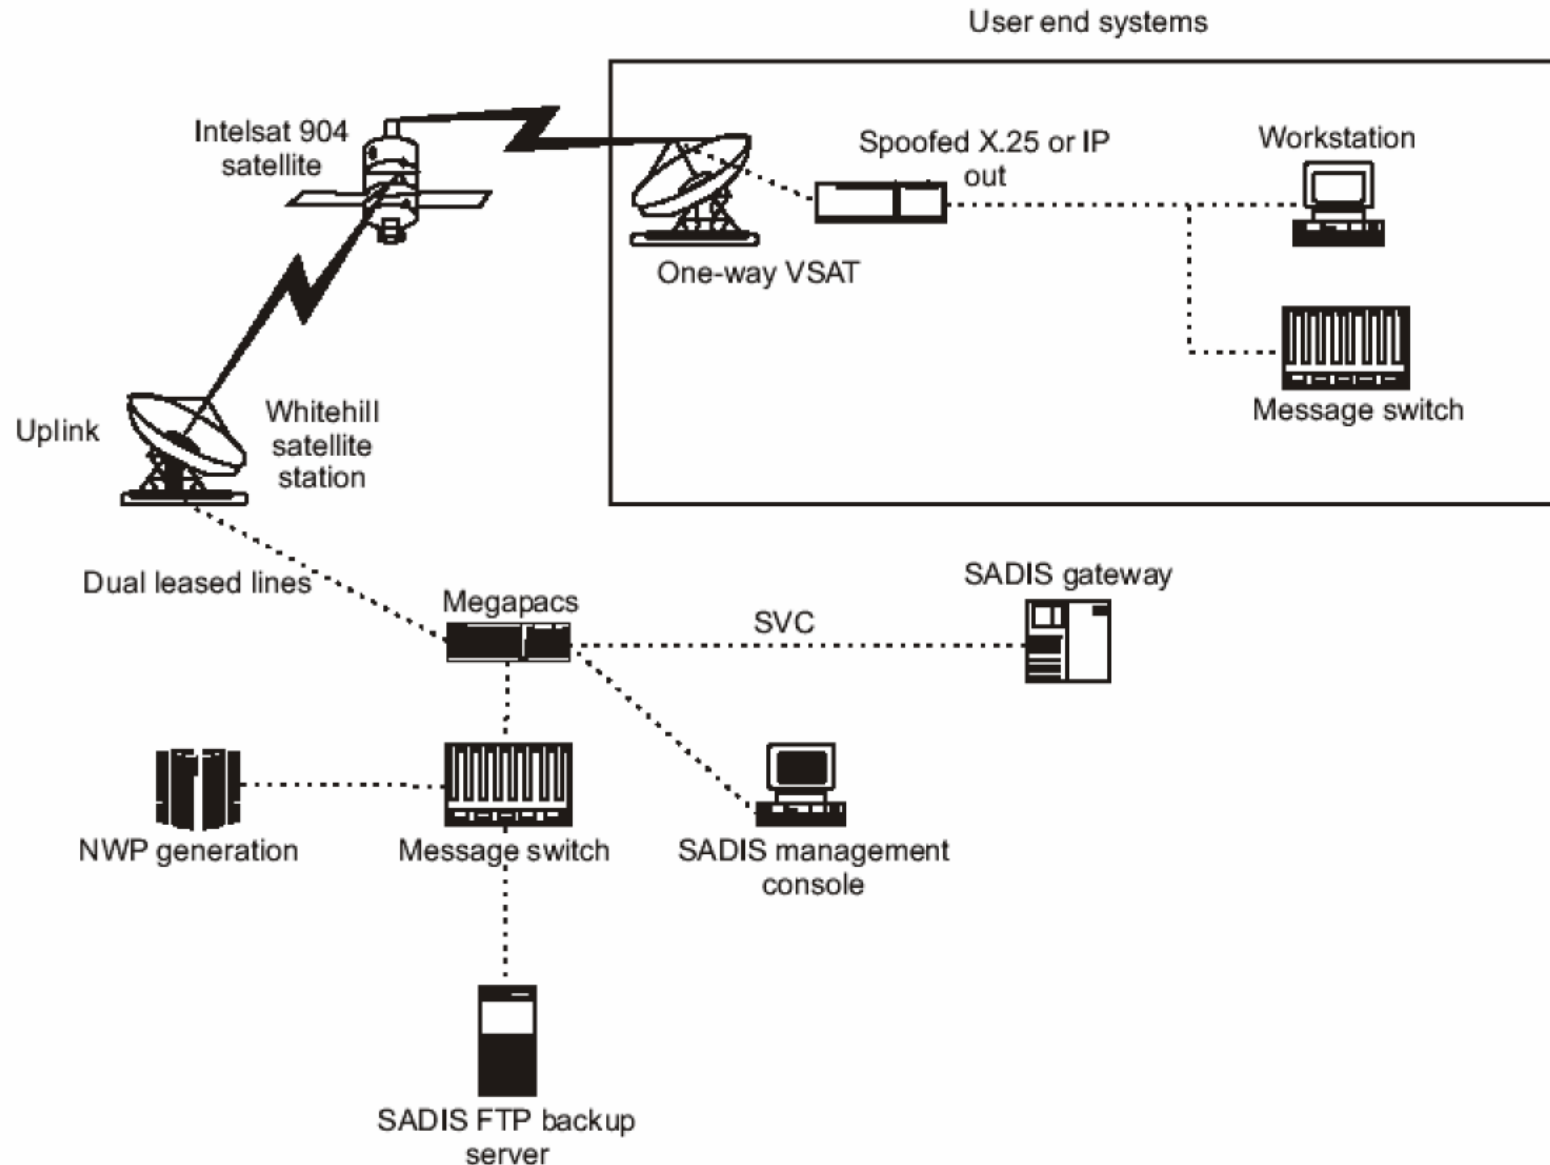 User end systems
Intelsat 904
satellite
Spoofed X.25 or IP
out
Workstation
One-way VSAT
Message switch
Uplink
Whitehill
satellite
station
Dual leased lines
Megapacs
SVC
SADIS gateway
NWP generation
Message switch
SADIS management
console
SADIS FTP backup
server